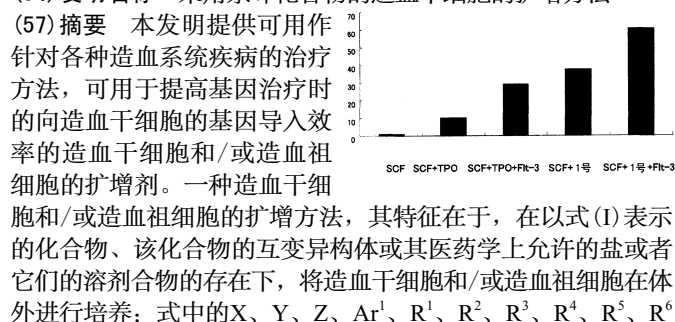 (57)摘要 本发明提供可用作
针对各种造血系统疾病的治疗
方法，可用于提高基因治疗时
的向造血干细胞的基因导入效
率的造血干细胞和/或造血祖
细胞的扩增剂。一种造血干细
70
60
50
40
30
20
10
0
SCF SCF+TPO SCF+TPO+Flt-3 SCF+1号 SCF+1号+Flt-3
胞和/或造血祖细胞的扩增方法，其特征在于，在以式(I)表示
的化合物、该化合物的互变异构体或其医药学上允许的盐或者
它们的溶剂合物的存在下，将造血干细胞和/或造血祖细胞在体
外进行培养：式中的X、Y、Z、Ar¹、R¹、R²、R³、R⁴、R⁵、R⁶